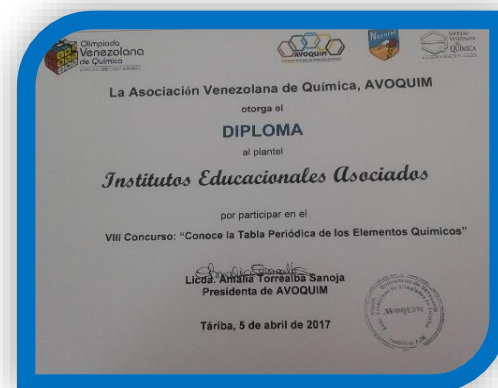 Olimpiada
Venezolana
de Química
AVOQUIM
Nazaret
QUÍMICA
La Asociación Venezolana de Química, AVOQUIM
otorga el
DIPLOMA
al plantel
Institutos Educacionales Asociados
por participar en el
VIII Concurso: "Conoce la Tabla Periódica de los Elementos Químicos"
Licda. Amalia Torrealba Sanoja
Presidenta de AVOQUIM
AVOQUIM
Táriba, 5 de abril de 2017